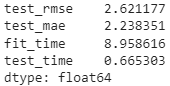 test_rmse    2.621177
test_mae     2.238351
fit_time     8.958616
test_time    0.665303
dtype: float64